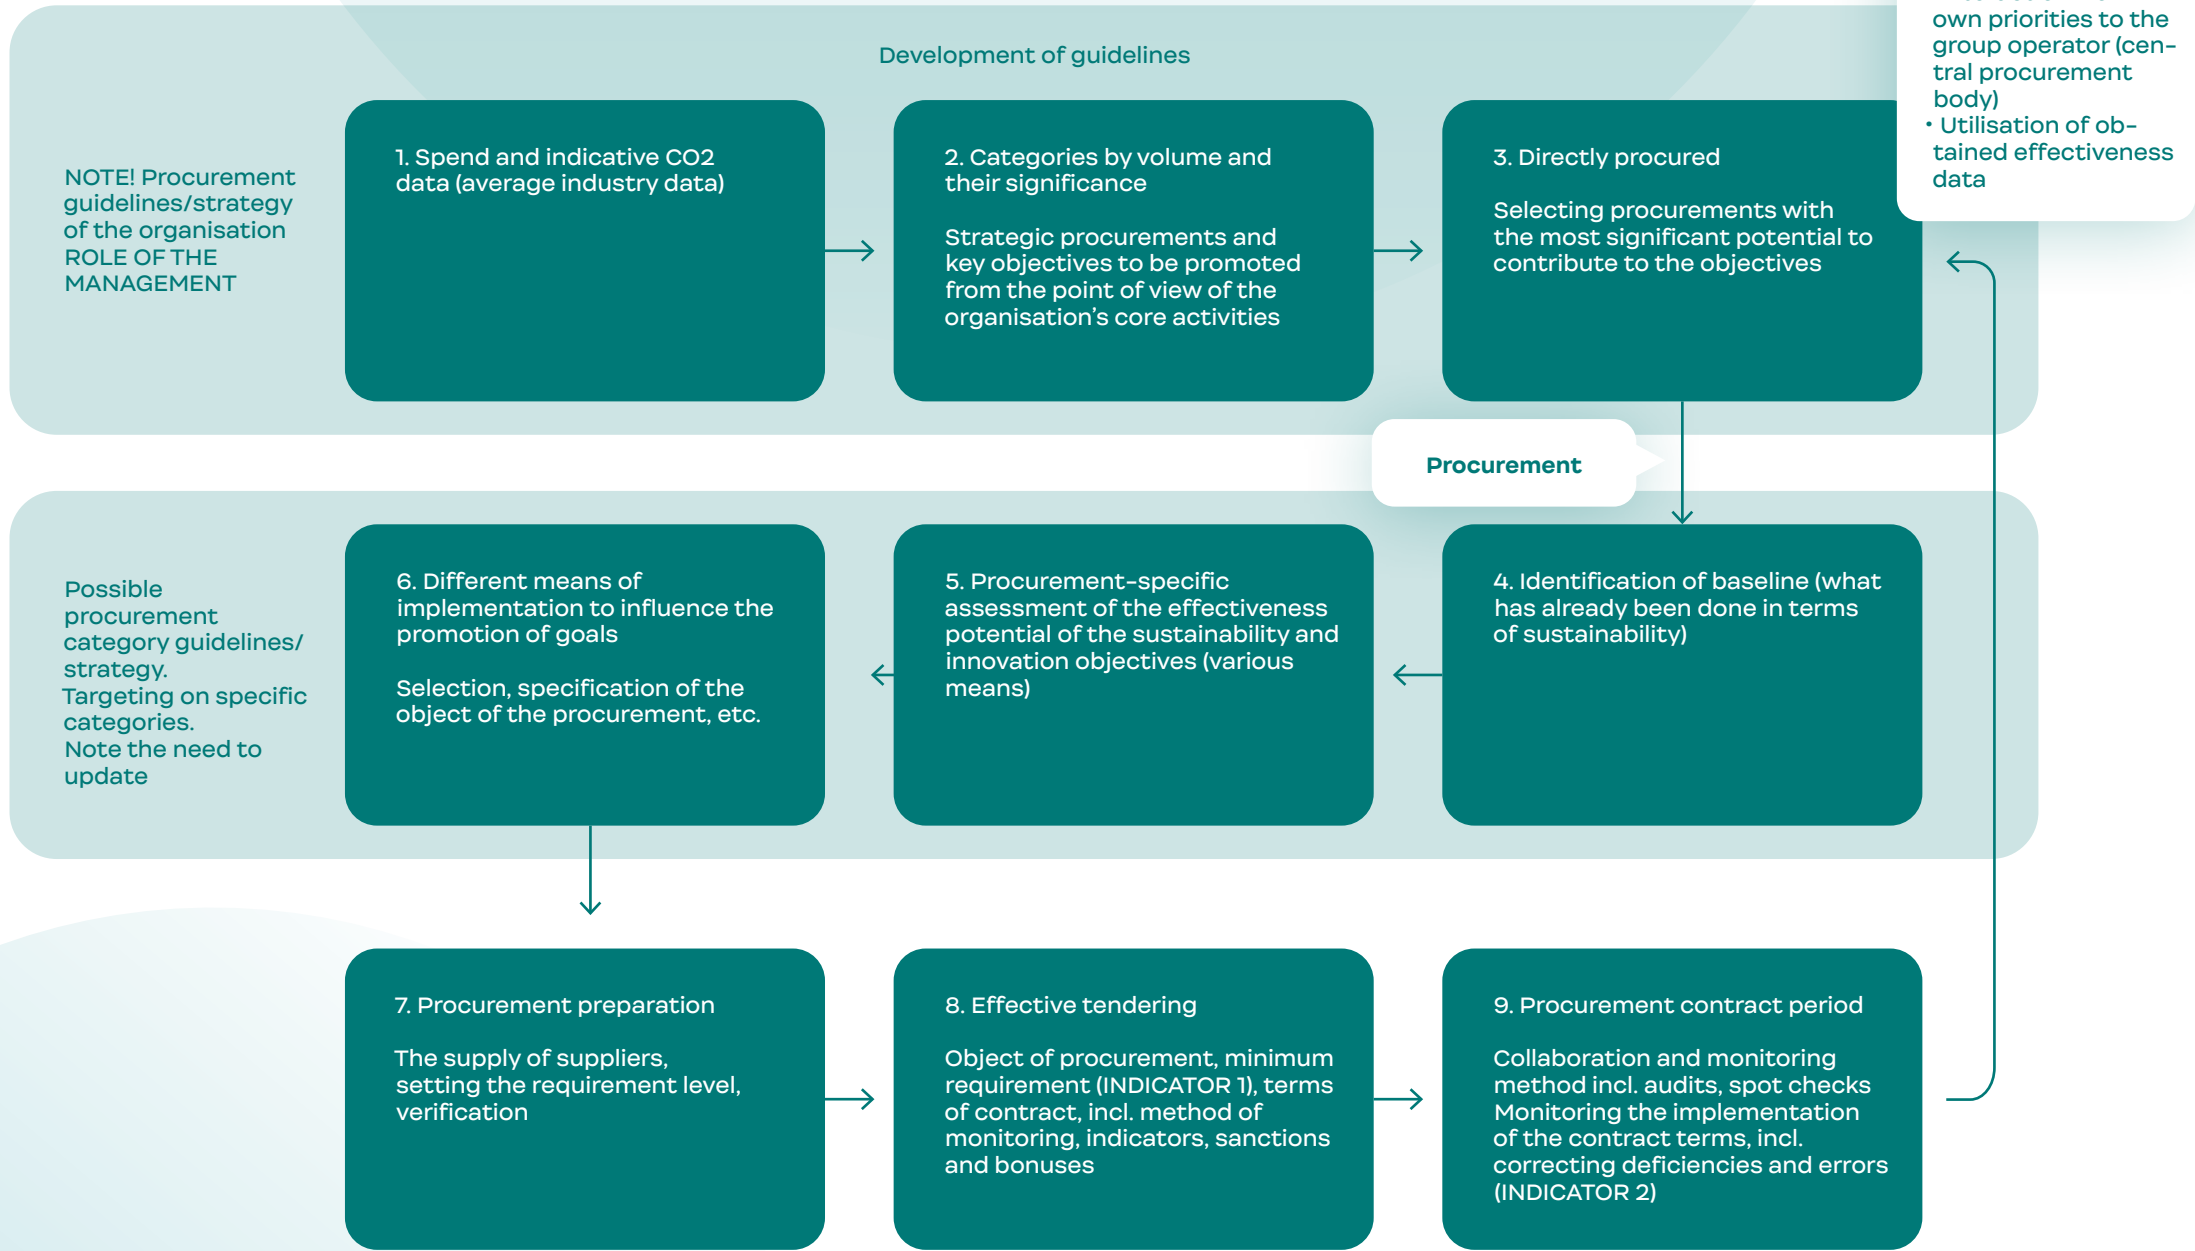 Development of guidelines
own priorities to the
group operator (cen-
tral procurement
body)
• Utilisation of ob-
tained effectiveness
data
NOTE! Procurement
guidelines/strategy
of the organisation
ROLE OF THE
MANAGEMENT
1. Spend and indicative CO2
data (average industry data)
2. Categories by volume and
their significance
Strategic procurements and
key objectives to be promoted
from the point of view of the
organisation's core activities
3. Directly procured
Selecting procurements with
the most significant potential to
contribute to the objectives
Procurement
Possible
procurement
category guidelines/
strategy.
Targeting on specific
categories.
Note the need to
update
6. Different means of
implementation to influence the
promotion of goals
Selection, specification of the
object of the procurement, etc.
5. Procurement-specific
assessment of the effectiveness
potential of the sustainability and
innovation objectives (various
means)
4. Identification of baseline (what
has already been done in terms
of sustainability)
7. Procurement preparation
The supply of suppliers,
setting the requirement level,
verification
8. Effective tendering
Object of procurement, minimum
requirement (INDICATOR 1), terms
of contract, incl. method of
monitoring, indicators, sanctions
and bonuses
9. Procurement contract period
Collaboration and monitoring
method incl. audits, spot checks
Monitoring the implementation
of the contract terms, incl.
correcting deficiencies and errors
(INDICATOR 2)